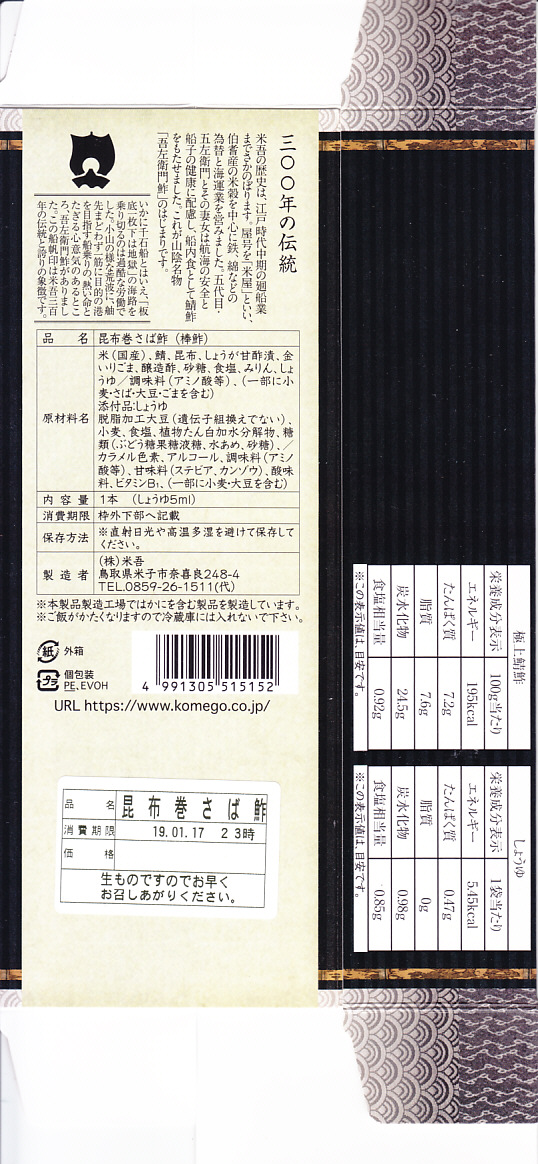 三〇〇年の伝統
米吾の歴史は、江戸時代中期の廻船業
までさかのぼります。屋号を「米屋」といい、
伯耆産の米穀を中心に鉄、綿などの
為替と海運業を営みました。五代目・
五左衛門とその妻女は航海の安全と
船子の健康に配慮し、船内食として鯖鮓
をもたせました。これが山陰名物
「吾左衛門鮓」のはじまりです。
いかに千石船とはいえ、「板
底一枚下は地獄」の海路を
乗り切るのは過酷な労働で
した。小山の様な荒波に、舳
先まどわず一筋に目的の港
を目指す船乗りの、熱い命と
たぎる心意気のあるとこ
ろ、吾左衛門鮓がありまし
た。この船帆印は米吾三百
年の伝統と誇りの象徴です。
品名 昆布巻さば鮓(棒鮓)
原材料名 米(国産)、鯖、昆布、しょうが甘酢漬、金
いりごま、醸造酢、砂糖、食塩、みりん、しょ
うゆ/調味料(アミノ酸等)、(一部に小
麦・さば・大豆・ごまを含む)
添付品:しょうゆ
脱脂加工大豆(遺伝子組換えでない)、
小麦、食塩、植物たん白加水分解物、糖
類(ぶどう糖果糖液糖、水あめ、砂糖)、/
カラメル色素、アルコール、調味料(アミノ
酸等)、甘味料(ステビア、カンゾウ)、酸味
料、ビタミンB₁、(一部に小麦・大豆を含む)
内容量 1本 (しょうゆ5ml)
消費期限 枠外下部へ記載
保存方法 ※直射日光や高温多湿を避けて保存して
ください。
製造者 (株)米吾
鳥取県米子市奈喜良248-4
TEL.0859-26-1511(代)
※本製品製造工場ではかにを含む製品を製造しています。
※ご飯がかたくなりますので冷蔵庫には入れないで下さい。
紙 外箱
プラ 個包装
PE、EVOH
4 991305 515152
URL https://www.komego.co.jp/
品名 昆布巻さば鮓
消費期限 19.01.17 23時
価格
生ものですのでお早く
お召しあがりください。
極上鯖鮓
栄養成分表示 100g当たり
エネルギー 195kcal
たんぱく質 7.2g
脂質 7.6g
炭水化物 24.5g
食塩相当量 0.92g
※この表示値は、目安です。
しょうゆ
栄養成分表示 1袋当たり
エネルギー 5.45kcal
たんぱく質 0.47g
脂質 0g
炭水化物 0.98g
食塩相当量 0.85g
※この表示値は、目安です。